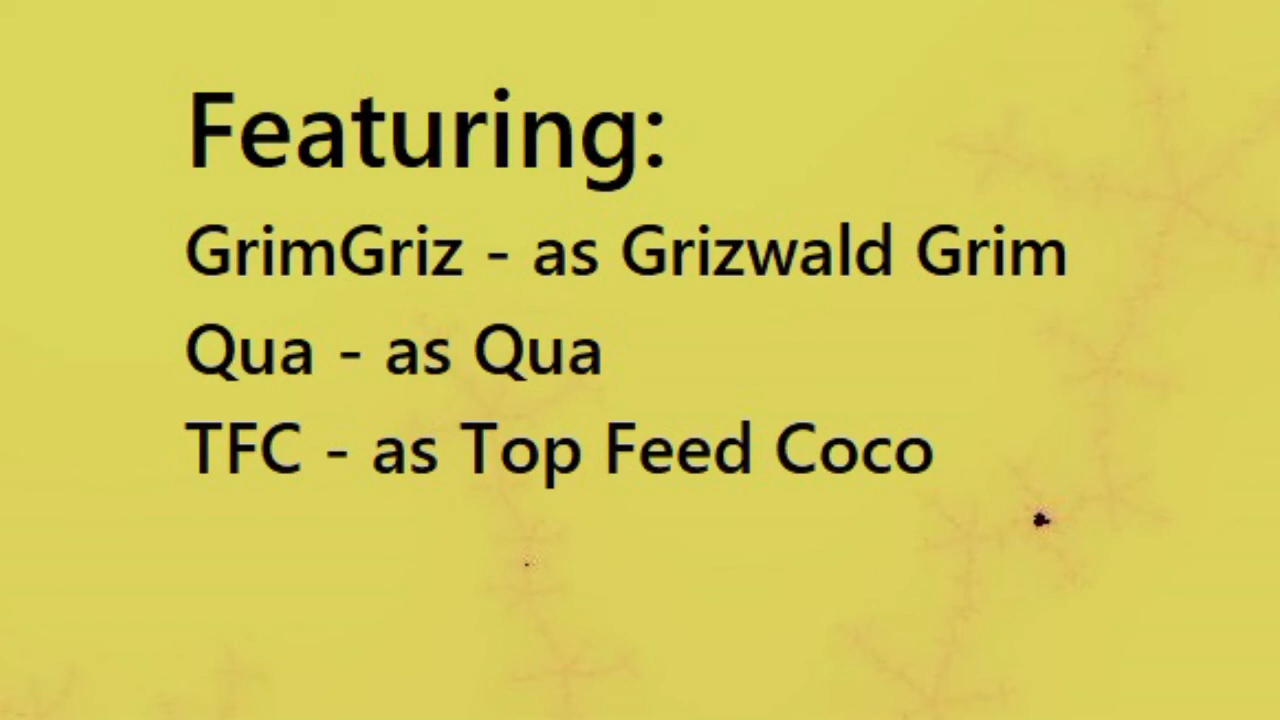 Featuring:
GrimGriz - as Grizwald Grim
Qua - as Qua
TFC - as Top Feed Coco